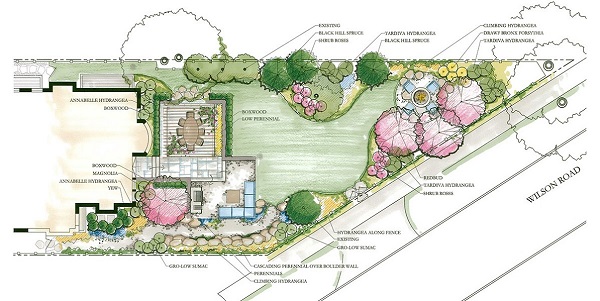 EXISTING
BLACK HILL SPRUCE
SHRUB ROSES
TARDIVA HYDRANGEA
BLACK HILL SPRUCE
CLIMBING HYDRANGEA
DRAWF BRONX FORSYTHIA
TARDIVA HYDRANGEA
ANNABELLE HYDRANGEA
BOXWOOD
BOXWOOD
LOW PERENNIAL
BOXWOOD
MAGNOLIA
ANNABELLE HYDRANGEA
YEW
REDBUD
TARDIVA HYDRANGEA
SHRUB ROSES
WILSON ROAD
HYDRANGEA ALONG FENCE
EXISTING
GRO-LOW SUMAC
GRO-LOW SUMAC
CASCADING PERENNIAL OVER BOULDER WALL
PERENNIALS
CLIMBING HYDRANGEA